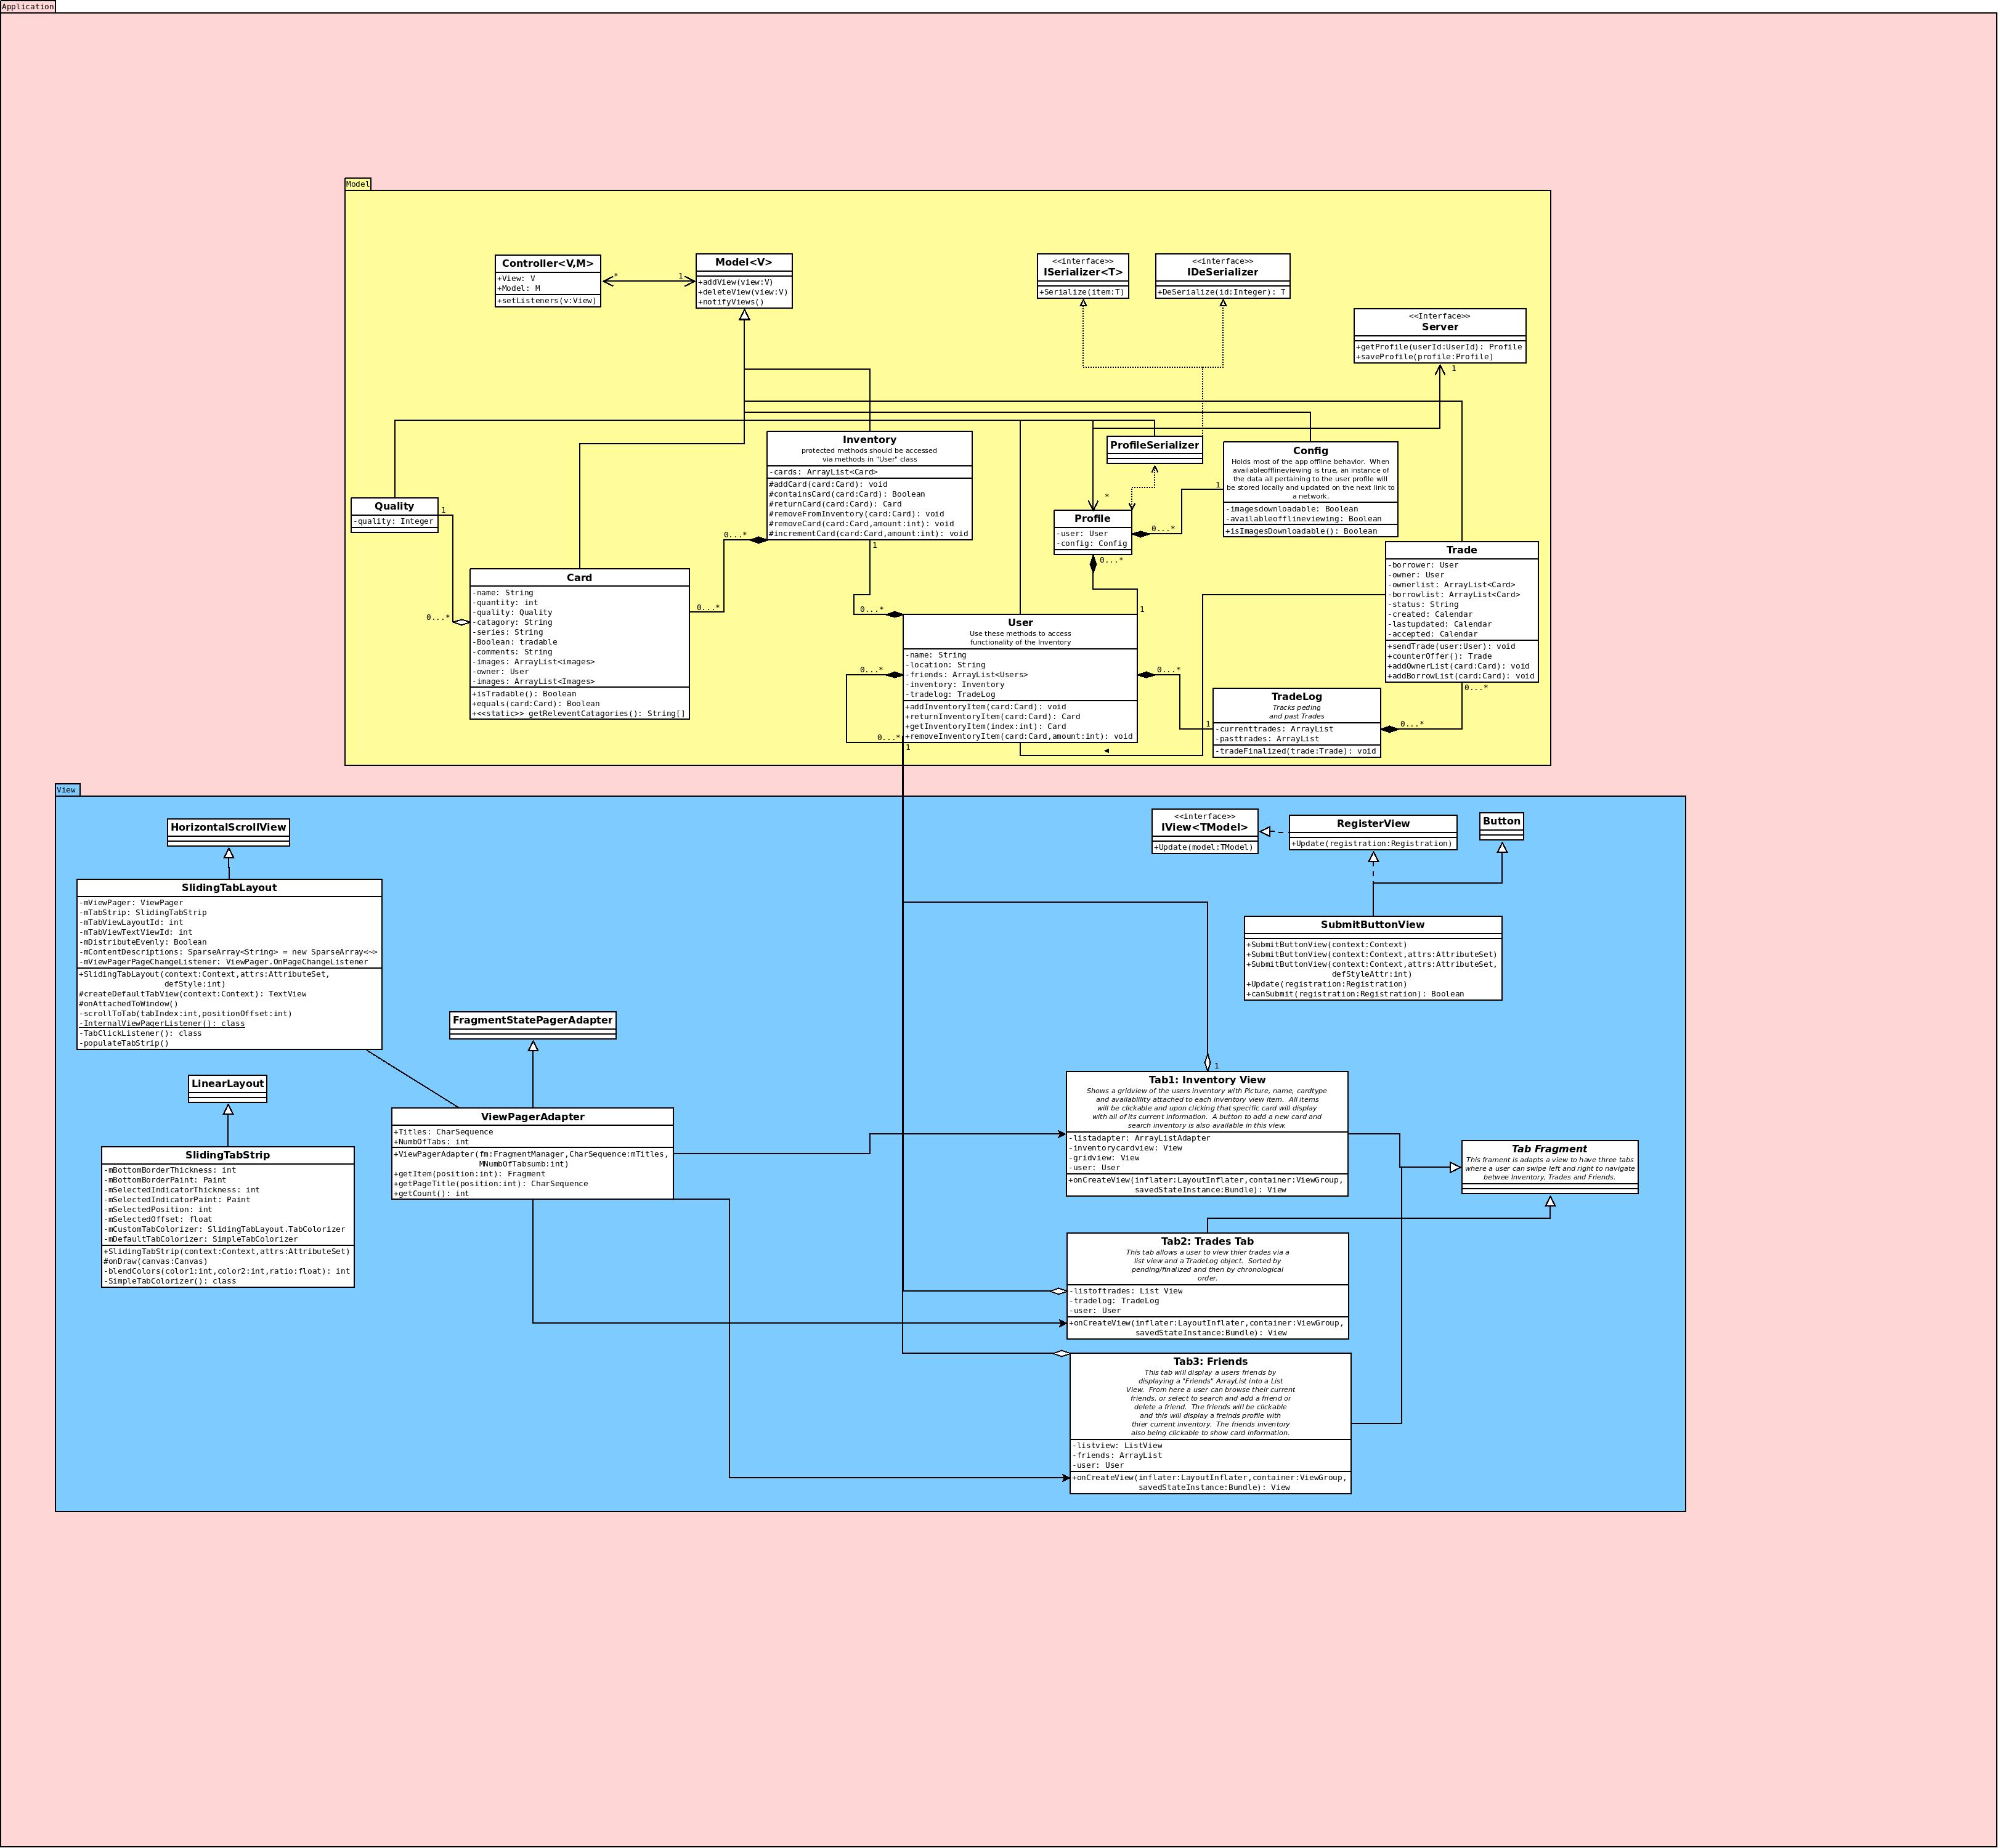 Application
Model
Controller<V,M>
+View: V
+Model: M
+setListeners(v:View)
*
1
Model<V>
+addView(view:V)
+deleteView(view:V)
+notifyViews()
<<interface>>
ISerializer<T>
+Serialize(item:T)
<<interface>>
IDeSerializer
+DeSerialize(id:Integer): T
<<Interface>>
Server
+getProfile(userId:UserId): Profile
+saveProfile(profile:Profile)
1
Inventory
protected methods should be accessed
via methods in "User" class
-cards: ArrayList<Card>
#addCard(card:Card): void
#containsCard(card:Card): Boolean
#returnCard(card:Card): Card
#removeFromInventory(card:Card): void
#removeCard(card:Card,amount:int): void
#incrementCard(card:Card,amount:int): void
0...*
1
ProfileSerializer
Config
Holds most of the app offline behavior.  When
availableofflineviewing is true, an instance of
the data all pertaining to the user profile will
be stored locally and updated on the next link to
a network.
-imagesdownloadable: Boolean
-availableofflineviewing: Boolean
+isImagesDownloadable(): Boolean
1
Quality
-quality: Integer
1
*
Profile
-user: User
-config: Config
0...*
0...*
Card
-name: String
-quantity: int
-quality: Quality
-catagory: String
-series: String
-Boolean: tradable
-comments: String
-images: ArrayList<images>
-owner: User
-images: ArrayList<Images>
+isTradable(): Boolean
+equals(card:Card): Boolean
+<<static>> getReleventCatagories(): String[]
0...*
0...*
Trade
-borrower: User
-owner: User
-ownerlist: ArrayList<Card>
-borrowlist: ArrayList<Card>
-status: String
-created: Calendar
-lastupdated: Calendar
-accepted: Calendar
+sendTrade(user:User): void
+counterOffer(): Trade
+addOwnerList(card:Card): void
+addBorrowList(card:Card): void
0...*
0...*
1
User
Use these methods to access
functionality of the Inventory
-name: String
-location: String
-friends: ArrayList<Users>
-inventory: Inventory
-tradelog: TradeLog
+addInventoryItem(card:Card): void
+returnInventoryItem(card:Card): Card
+getInventoryItem(index:int): Card
+removeInventoryItem(card:Card,amount:int): void
0...*
0...*
0...*
1
TradeLog
Tracks peding
and past Trades
-currenttrades: ArrayList
-pasttrades: ArrayList
-tradeFinalized(trade:Trade): void
1
0...*
View
HorizontalScrollView
SlidingTabLayout
-mViewPager: ViewPager
-mTabStrip: SlidingTabStrip
-mTabViewLayoutId: int
-mTabViewTextViewId: int
-mDistributeEvenly: Boolean
-mContentDescriptions: SparseArray<String> = new SparseArray<~>
-mViewPagerPageChangeListener: ViewPager.OnPageChangeListener
+SlidingTabLayout(context:Context,attrs:AttributeSet,
defStyle:int)
#createDefaultTabView(context:Context): TextView
#onAttachedToWindow()
-scrollToTab(tabIndex:int,positionOffset:int)
-InternalViewPagerListener(): class
-TabClickListener(): class
-populateTabStrip()
<<interface>>
IView<TModel>
+Update(model:TModel)
RegisterView
+Update(registration:Registration)
Button
SubmitButtonView
+SubmitButtonView(context:Context)
+SubmitButtonView(context:Context,attrs:AttributeSet)
+SubmitButtonView(context:Context,attrs:AttributeSet,
defStyleAttr:int)
+Update(registration:Registration)
+canSubmit(registration:Registration): Boolean
FragmentStatePagerAdapter
LinearLayout
ViewPagerAdapter
+Titles: CharSequence
+NumbOfTabs: int
+ViewPagerAdapter(fm:FragmentManager,CharSequence:mTitles,
MNumbOfTabsumb:int)
+getItem(position:int): Fragment
+getPageTitle(position:int): CharSequence
+getCount(): int
SlidingTabStrip
-mBottomBorderThickness: int
-mBottomBorderPaint: Paint
-mSelectedIndicatorThickness: int
-mSelectedIndicatorPaint: Paint
-mSelectedPosition: int
-mSelectedOffset: float
-mCustomTabColorizer: SlidingTabLayout.TabColorizer
-mDefaultTabColorizer: SimpleTabColorizer
+SlidingTabStrip(context:Context,attrs:AttributeSet)
#onDraw(canvas:Canvas)
-blendColors(color1:int,color2:int,ratio:float): int
-SimpleTabColorizer(): class
1
Tab1: Inventory View
Shows a gridview of the users inventory with Picture, name, cardtype
and availablility attached to each inventory view item.  All items
will be clickable and upon clicking that specific card will display
with all of its current information.  A button to add a new card and
search inventory is also available in this view.
-listadapter: ArrayListAdapter
-inventorycardview: View
-gridview: View
-user: User
+onCreateView(inflater:LayoutInflater,container:ViewGroup,
savedStateInstance:Bundle): View
Tab Fragment
This frament is adapts a view to have three tabs
where a user can swipe left and right to navigate
betwee Inventory, Trades and Friends.
Tab2: Trades Tab
This tab allows a user to view thier trades via a
list view and a TradeLog object.  Sorted by
pending/finalized and then by chronological
order.
-listoftrades: List View
-tradelog: TradeLog
-user: User
+onCreateView(inflater:LayoutInflater,container:ViewGroup,
savedStateInstance:Bundle): View
Tab3: Friends
This tab will display a users friends by
displaying a "Friends" ArrayList into a List
View.  From here a user can browse their current
friends, or select to search and add a friend or
delete a friend.  The friends will be clickable
and this will display a freinds profile with
thier current inventory.  The friends inventory
also being clickable to show card information.
-listview: ListView
-friends: ArrayList
-user: User
+onCreateView(inflater:LayoutInflater,container:ViewGroup,
savedStateInstance:Bundle): View